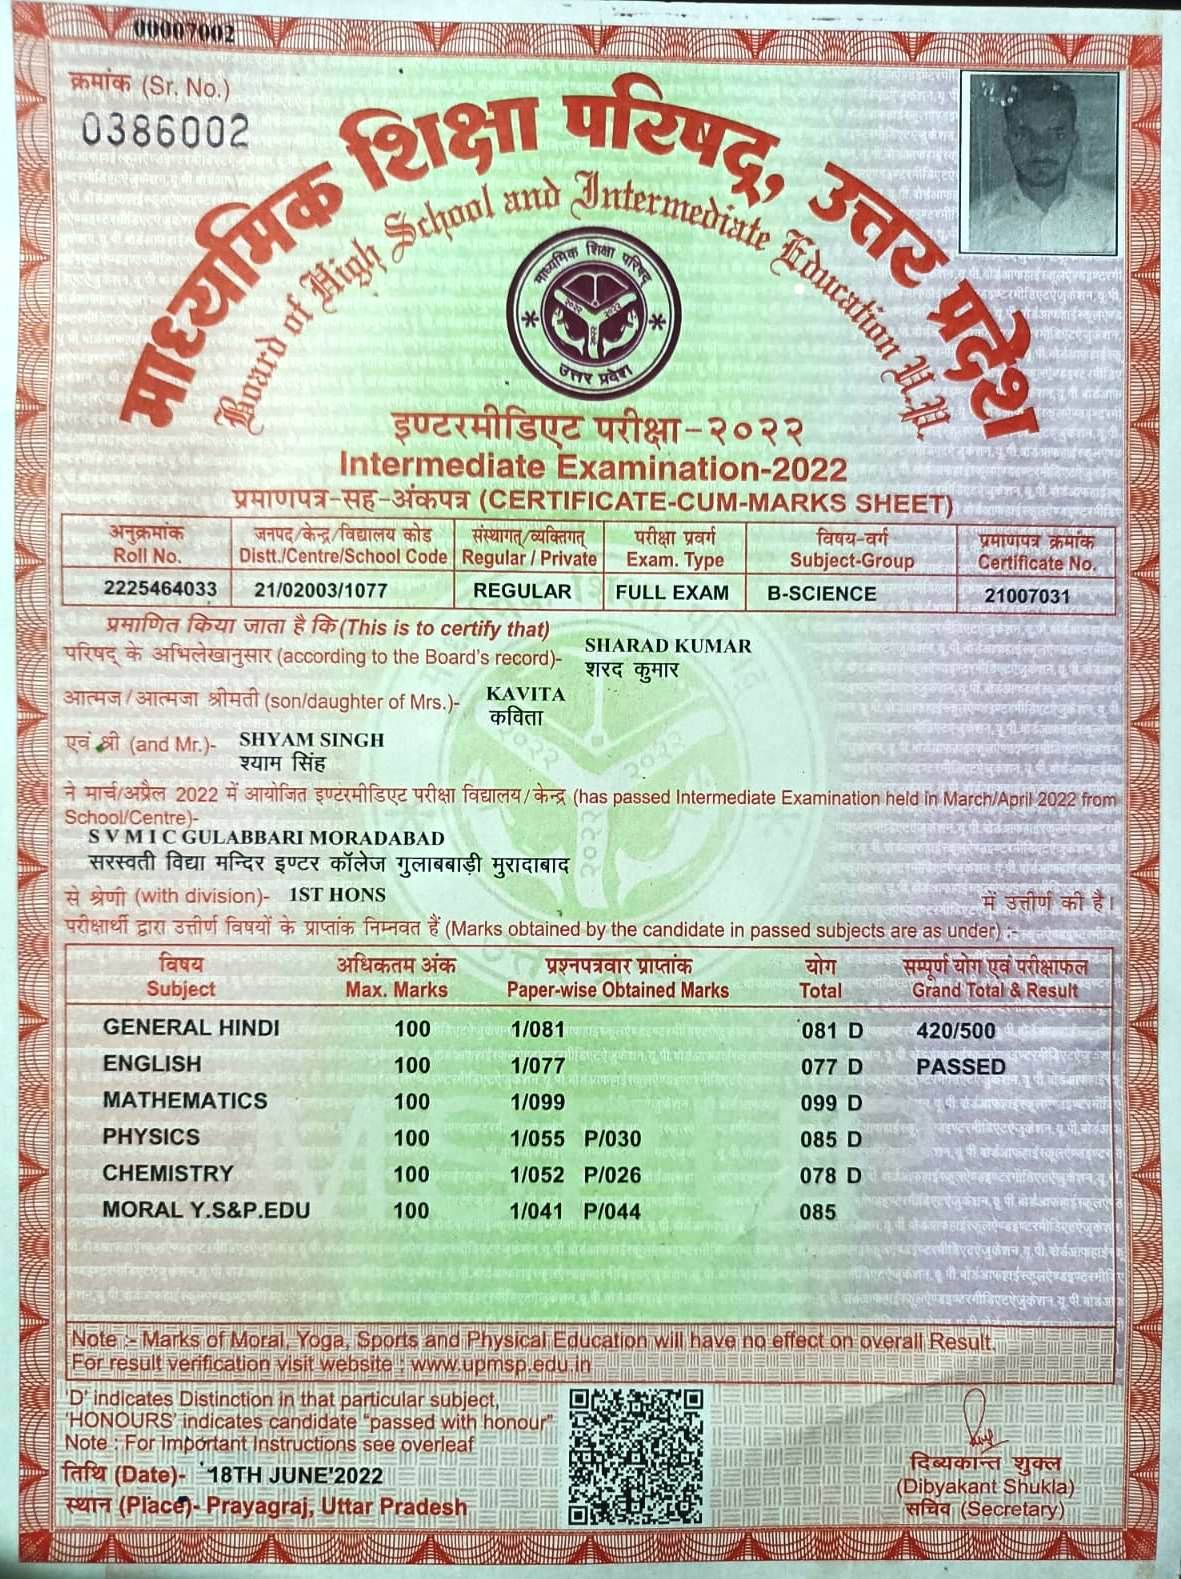 00007002
क्रमांक (Sr. No.)
0386002
माध्यमिक शिक्षा परिषद्, उत्तर प्रदेश
Board of High School and Intermediate Education U.P.
माध्यमिक शिक्षा परिषद्
२०२२ २०२२
२०२२
उत्तर प्रदेश
इण्टरमीडिएट परीक्षा-२०२२
Intermediate Examination-2022
प्रमाणपत्र-सह-अंकपत्र (CERTIFICATE-CUM-MARKS SHEET)
अनुक्रमांक जनपद/केन्द्र/विद्यालय कोड संस्थागत्/व्यक्तिगत् परीक्षा प्रवर्ग विषय-वर्ग प्रमाणपत्र क्रमांक
Roll No. Distt./Centre/School Code Regular / Private Exam. Type Subject-Group Certificate No.
2225464033 21/02003/1077 REGULAR FULL EXAM B-SCIENCE 21007031
प्रमाणित किया जाता है कि (This is to certify that)
परिषद् के अभिलेखानुसार (according to the Board's record)- SHARAD KUMAR
शरद कुमार
आत्मज/आत्मजा श्रीमती (son/daughter of Mrs.)- KAVITA
कविता
एवं श्री (and Mr.)- SHYAM SINGH
श्याम सिंह
ने मार्च/अप्रैल 2022 में आयोजित इण्टरमीडिएट परीक्षा विद्यालय/केन्द्र (has passed Intermediate Examination held in March/April 2022 from
School/Centre)-
S V M I C GULABBARI MORADABAD
सरस्वती विद्या मन्दिर इण्टर कॉलेज गुलाबबाड़ी मुरादाबाद
से श्रेणी (with division)- 1ST HONS में उत्तीर्ण की है।
परीक्षार्थी द्वारा उत्तीर्ण विषयों के प्राप्तांक निम्नवत हैं (Marks obtained by the candidate in passed subjects are as under) :-
विषय अधिकतम अंक प्रश्नपत्रवार प्राप्तांक योग सम्पूर्ण योग एवं परीक्षाफल
Subject Max. Marks Paper-wise Obtained Marks Total Grand Total & Result
GENERAL HINDI 100 1/081 081 D 420/500
ENGLISH 100 1/077 077 D PASSED
MATHEMATICS 100 1/099 099 D
PHYSICS 100 1/055 P/030 085 D
CHEMISTRY 100 1/052 P/026 078 D
MORAL Y.S&P.EDU 100 1/041 P/044 085
Note :- Marks of Moral, Yoga, Sports and Physical Education will have no effect on overall Result.
For result verification visit website : www.upmsp.edu.in
'D' indicates Distinction in that particular subject,
'HONOURS' indicates candidate "passed with honour"
Note : For Important Instructions see overleaf
तिथि (Date)- 18TH JUNE'2022
स्थान (Place)- Prayagraj, Uttar Pradesh
दिब्यकान्त शुक्ल
(Dibyakant Shukla)
सचिव (Secretary)